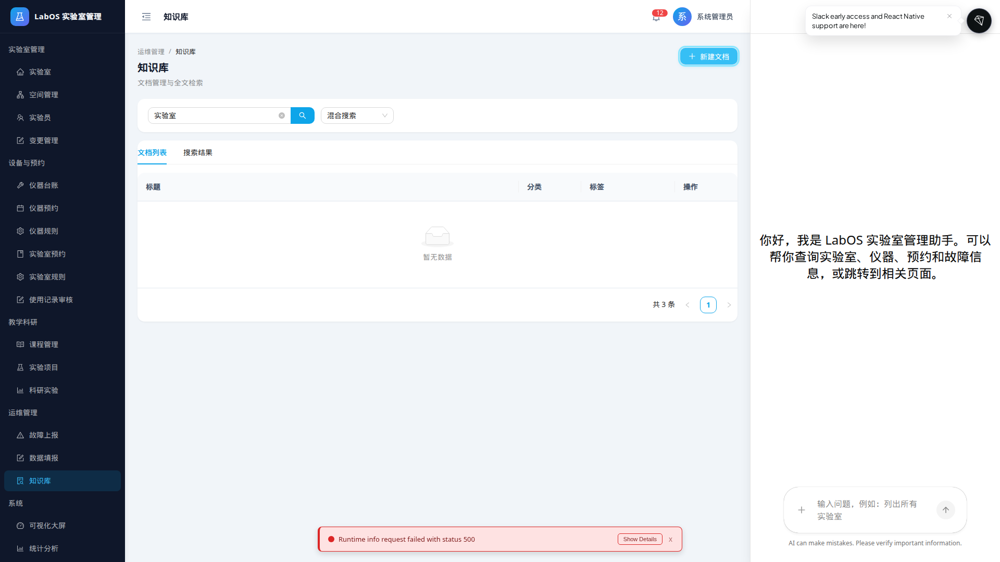 LabOS 实验室管理
实验室管理
实验室
空间管理
实验员
变更管理
设备与预约
仪器台账
仪器预约
仪器规则
实验室预约
实验室规则
使用记录审核
教学科研
课程管理
实验项目
科研实验
运维管理
故障上报
数据填报
知识库
系统
可视化大屏
统计分析
知识库
12
系
系统管理员
运维管理 / 知识库
知识库
文档管理与全文检索
新建文档
实验室
混合搜索
文档列表
搜索结果
标题
分类
标签
操作
暂无数据
共 3 条
1
Runtime info request failed with status 500
Show Details
X
Slack early access and React Native
support are here!
你好，我是 LabOS 实验室管理助手。可以
帮你查询实验室、仪器、预约和故障信
息，或跳转到相关页面。
输入问题，例如：列出所有
实验室
AI can make mistakes. Please verify important information.